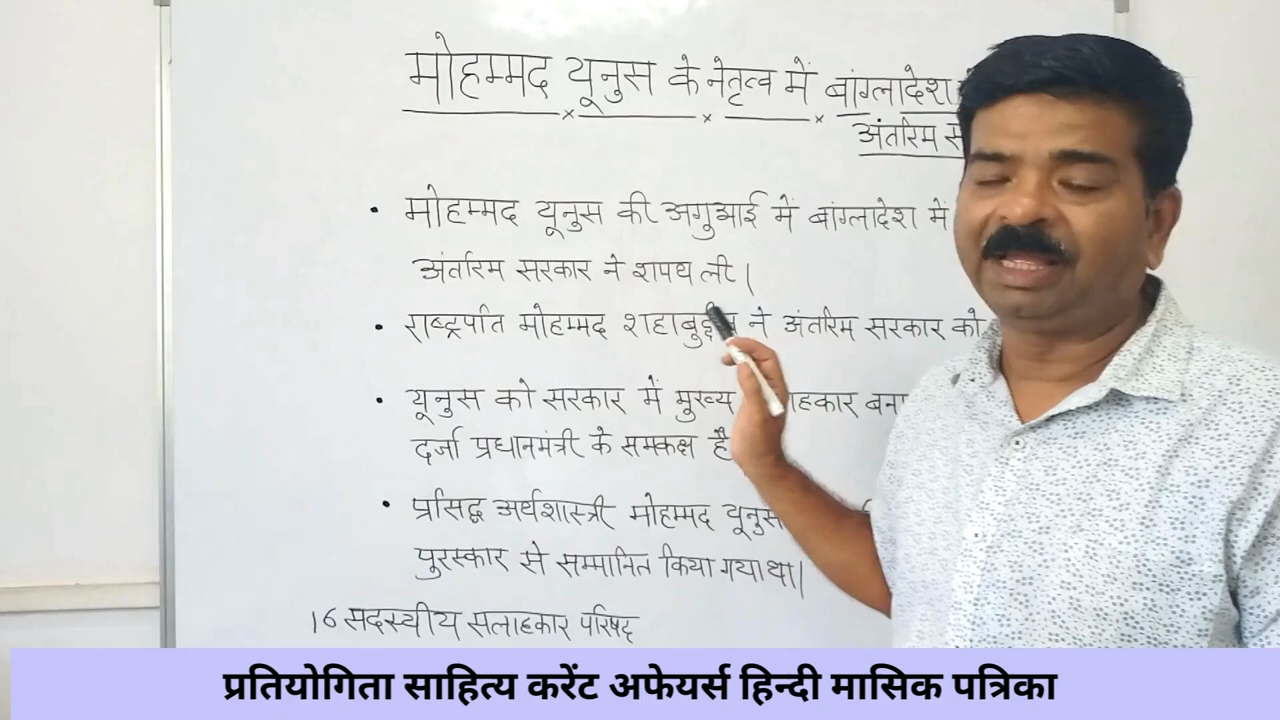 मोहम्मद यूनुस के नेतृत्व में बांग्लादेश
अंतरिम
• मोहम्मद यूनुस की अगुआई में बांग्लादेश में
अंतरिम सरकार ने शपथ ली।
• राष्ट्रपति मोहम्मद शहाबुद्दीन ने अंतरिम सरकार को
• यूनुस को सरकार में मुख्य
दर्जा प्रधानमंत्री के समकक्ष है
• प्रसिद्ध अर्थशास्त्री मोहम्मद यूनुस
पुरस्कार से सम्मानित किया गया था।
16 सदस्यीय सलाहकार परिषद
प्रतियोगिता साहित्य करेंट अफेयर्स हिन्दी मासिक पत्रिका